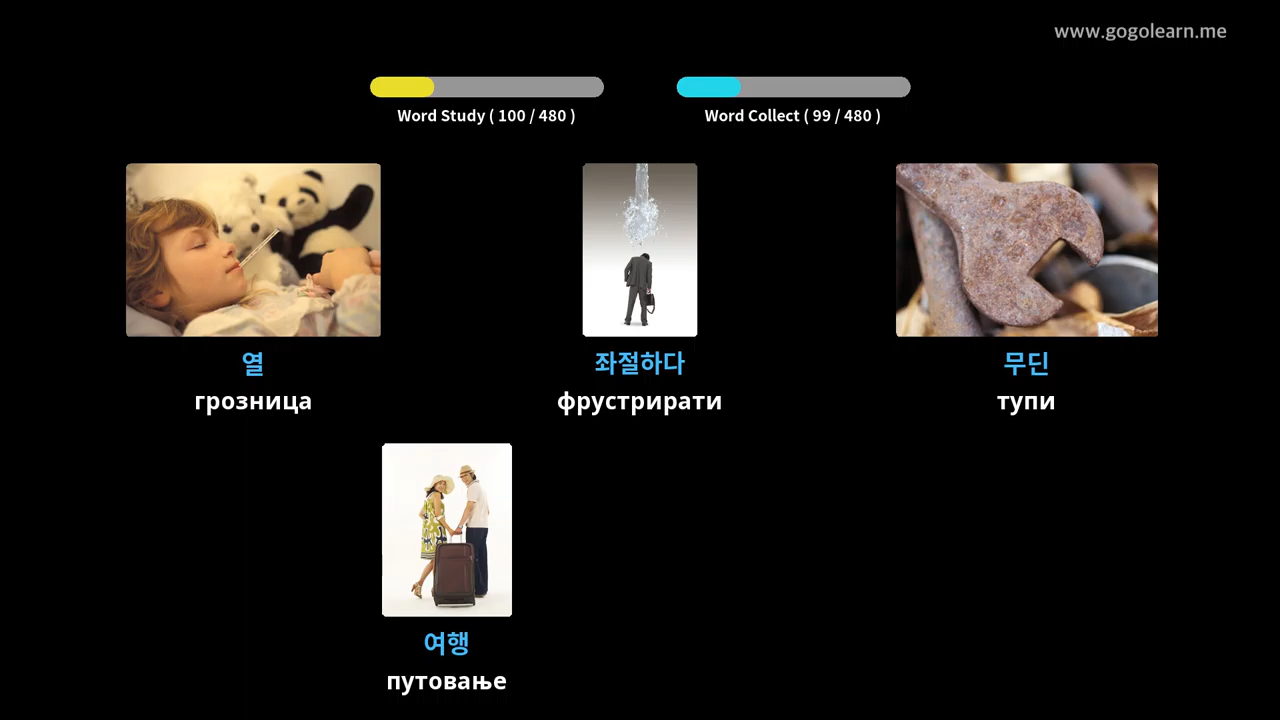 www.gogolearn.me
Word Study ( 100 / 480 )
Word Collect ( 99 / 480 )
열
грозница
좌절하다
фрустрирати
무딘
тупи
여행
путовање